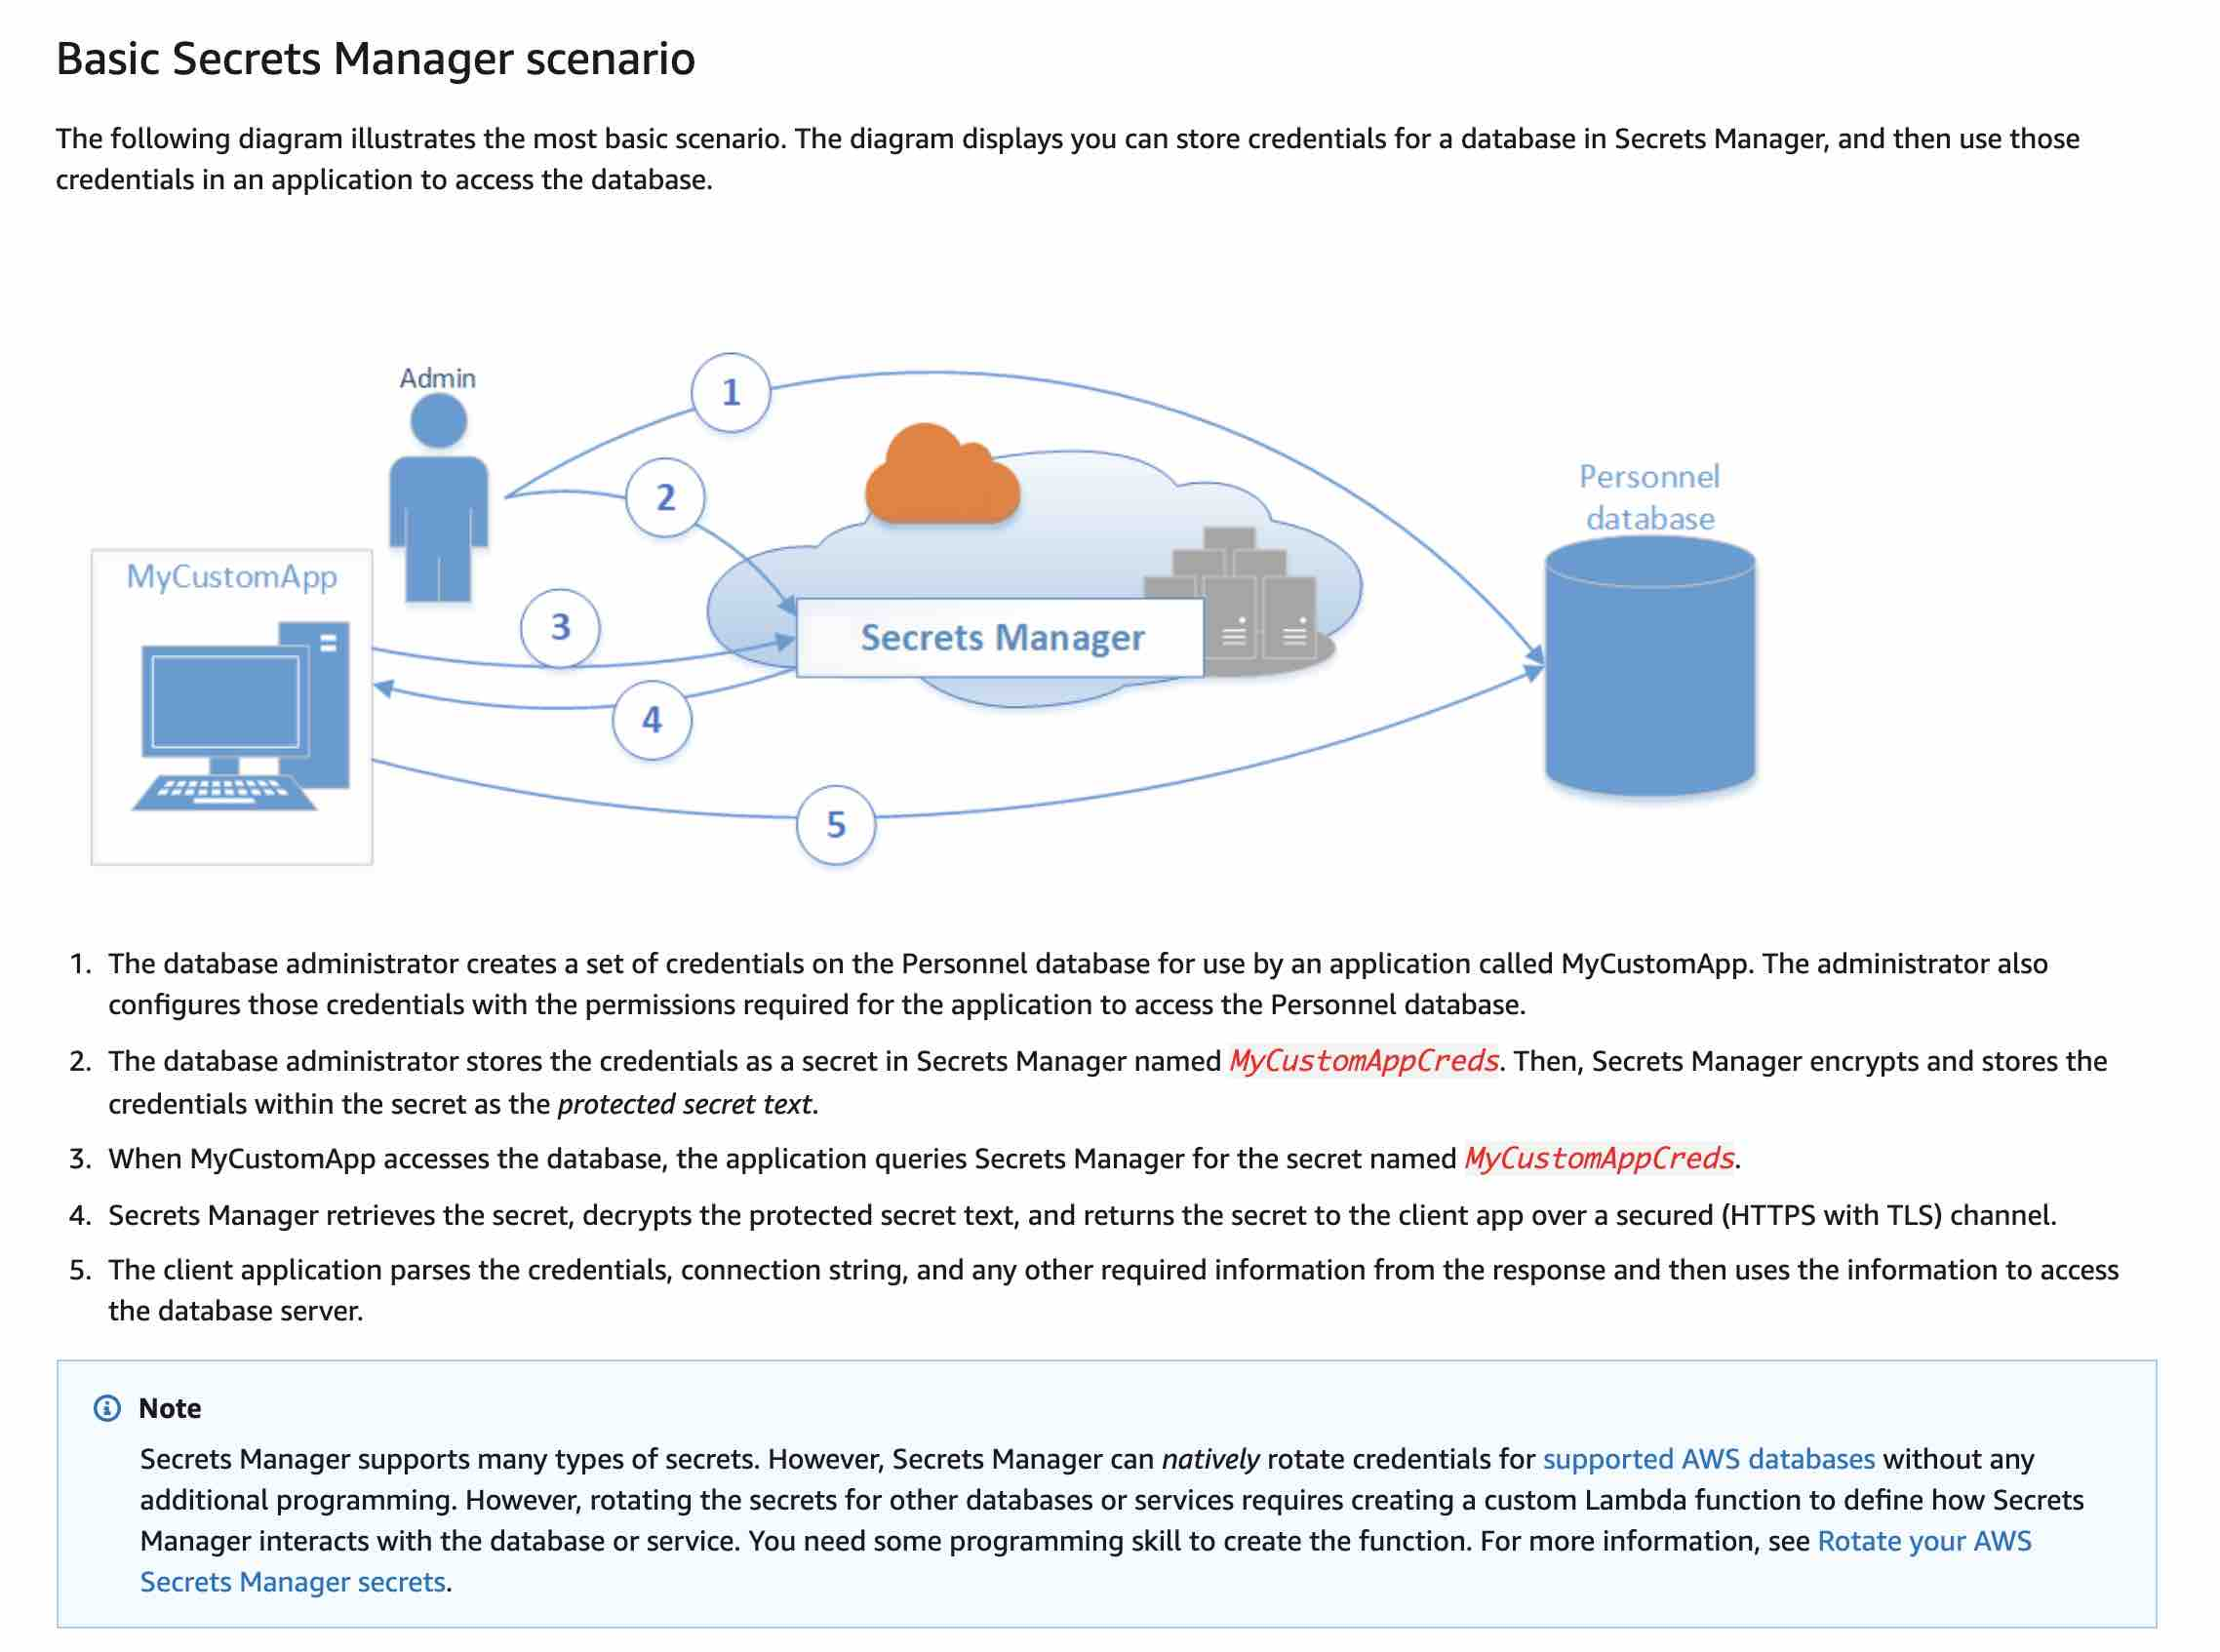 Basic Secrets Manager scenario
The following diagram illustrates the most basic scenario. The diagram displays you can store credentials for a database in Secrets Manager, and then use those
credentials in an application to access the database.
Admin
1
2
Personnel
database
MyCustomApp
3
Secrets Manager
4
5
1. The database administrator creates a set of credentials on the Personnel database for use by an application called MyCustomApp. The administrator also
configures those credentials with the permissions required for the application to access the Personnel database.
2. The database administrator stores the credentials as a secret in Secrets Manager named MyCustomAppCreds. Then, Secrets Manager encrypts and stores the
credentials within the secret as the protected secret text.
3. When MyCustomApp accesses the database, the application queries Secrets Manager for the secret named MyCustomAppCreds.
4. Secrets Manager retrieves the secret, decrypts the protected secret text, and returns the secret to the client app over a secured (HTTPS with TLS) channel.
5. The client application parses the credentials, connection string, and any other required information from the response and then uses the information to access
the database server.
Note
Secrets Manager supports many types of secrets. However, Secrets Manager can natively rotate credentials for supported AWS databases without any
additional programming. However, rotating the secrets for other databases or services requires creating a custom Lambda function to define how Secrets
Manager interacts with the database or service. You need some programming skill to create the function. For more information, see Rotate your AWS
Secrets Manager secrets.